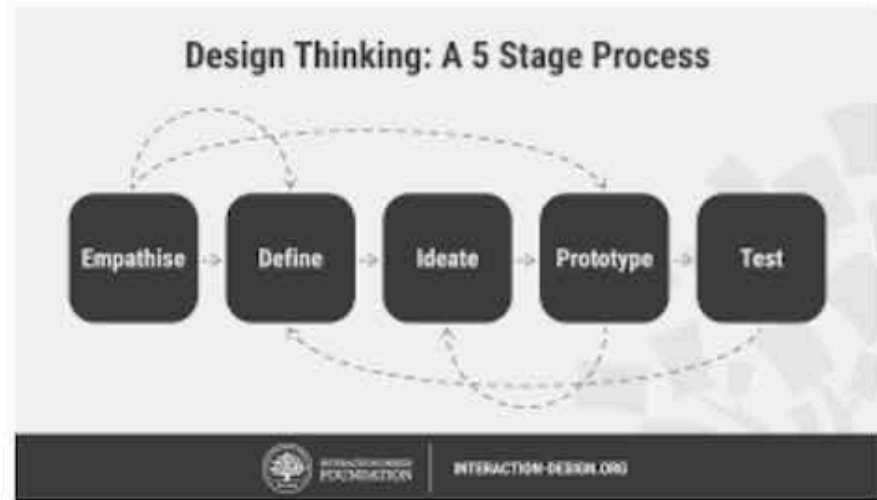 Design Thinking: A 5 Stage Process
Empathise
Define
Ideate
Prototype
Test
INTERACTION DESIGN
FOUNDATION
INTERACTION-DESIGN.ORG